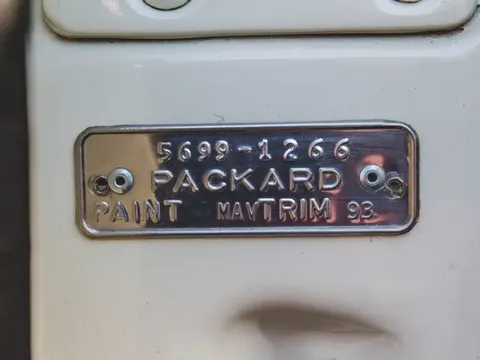 5699-1266
PACKARD
PAINT MAV TRIM 93